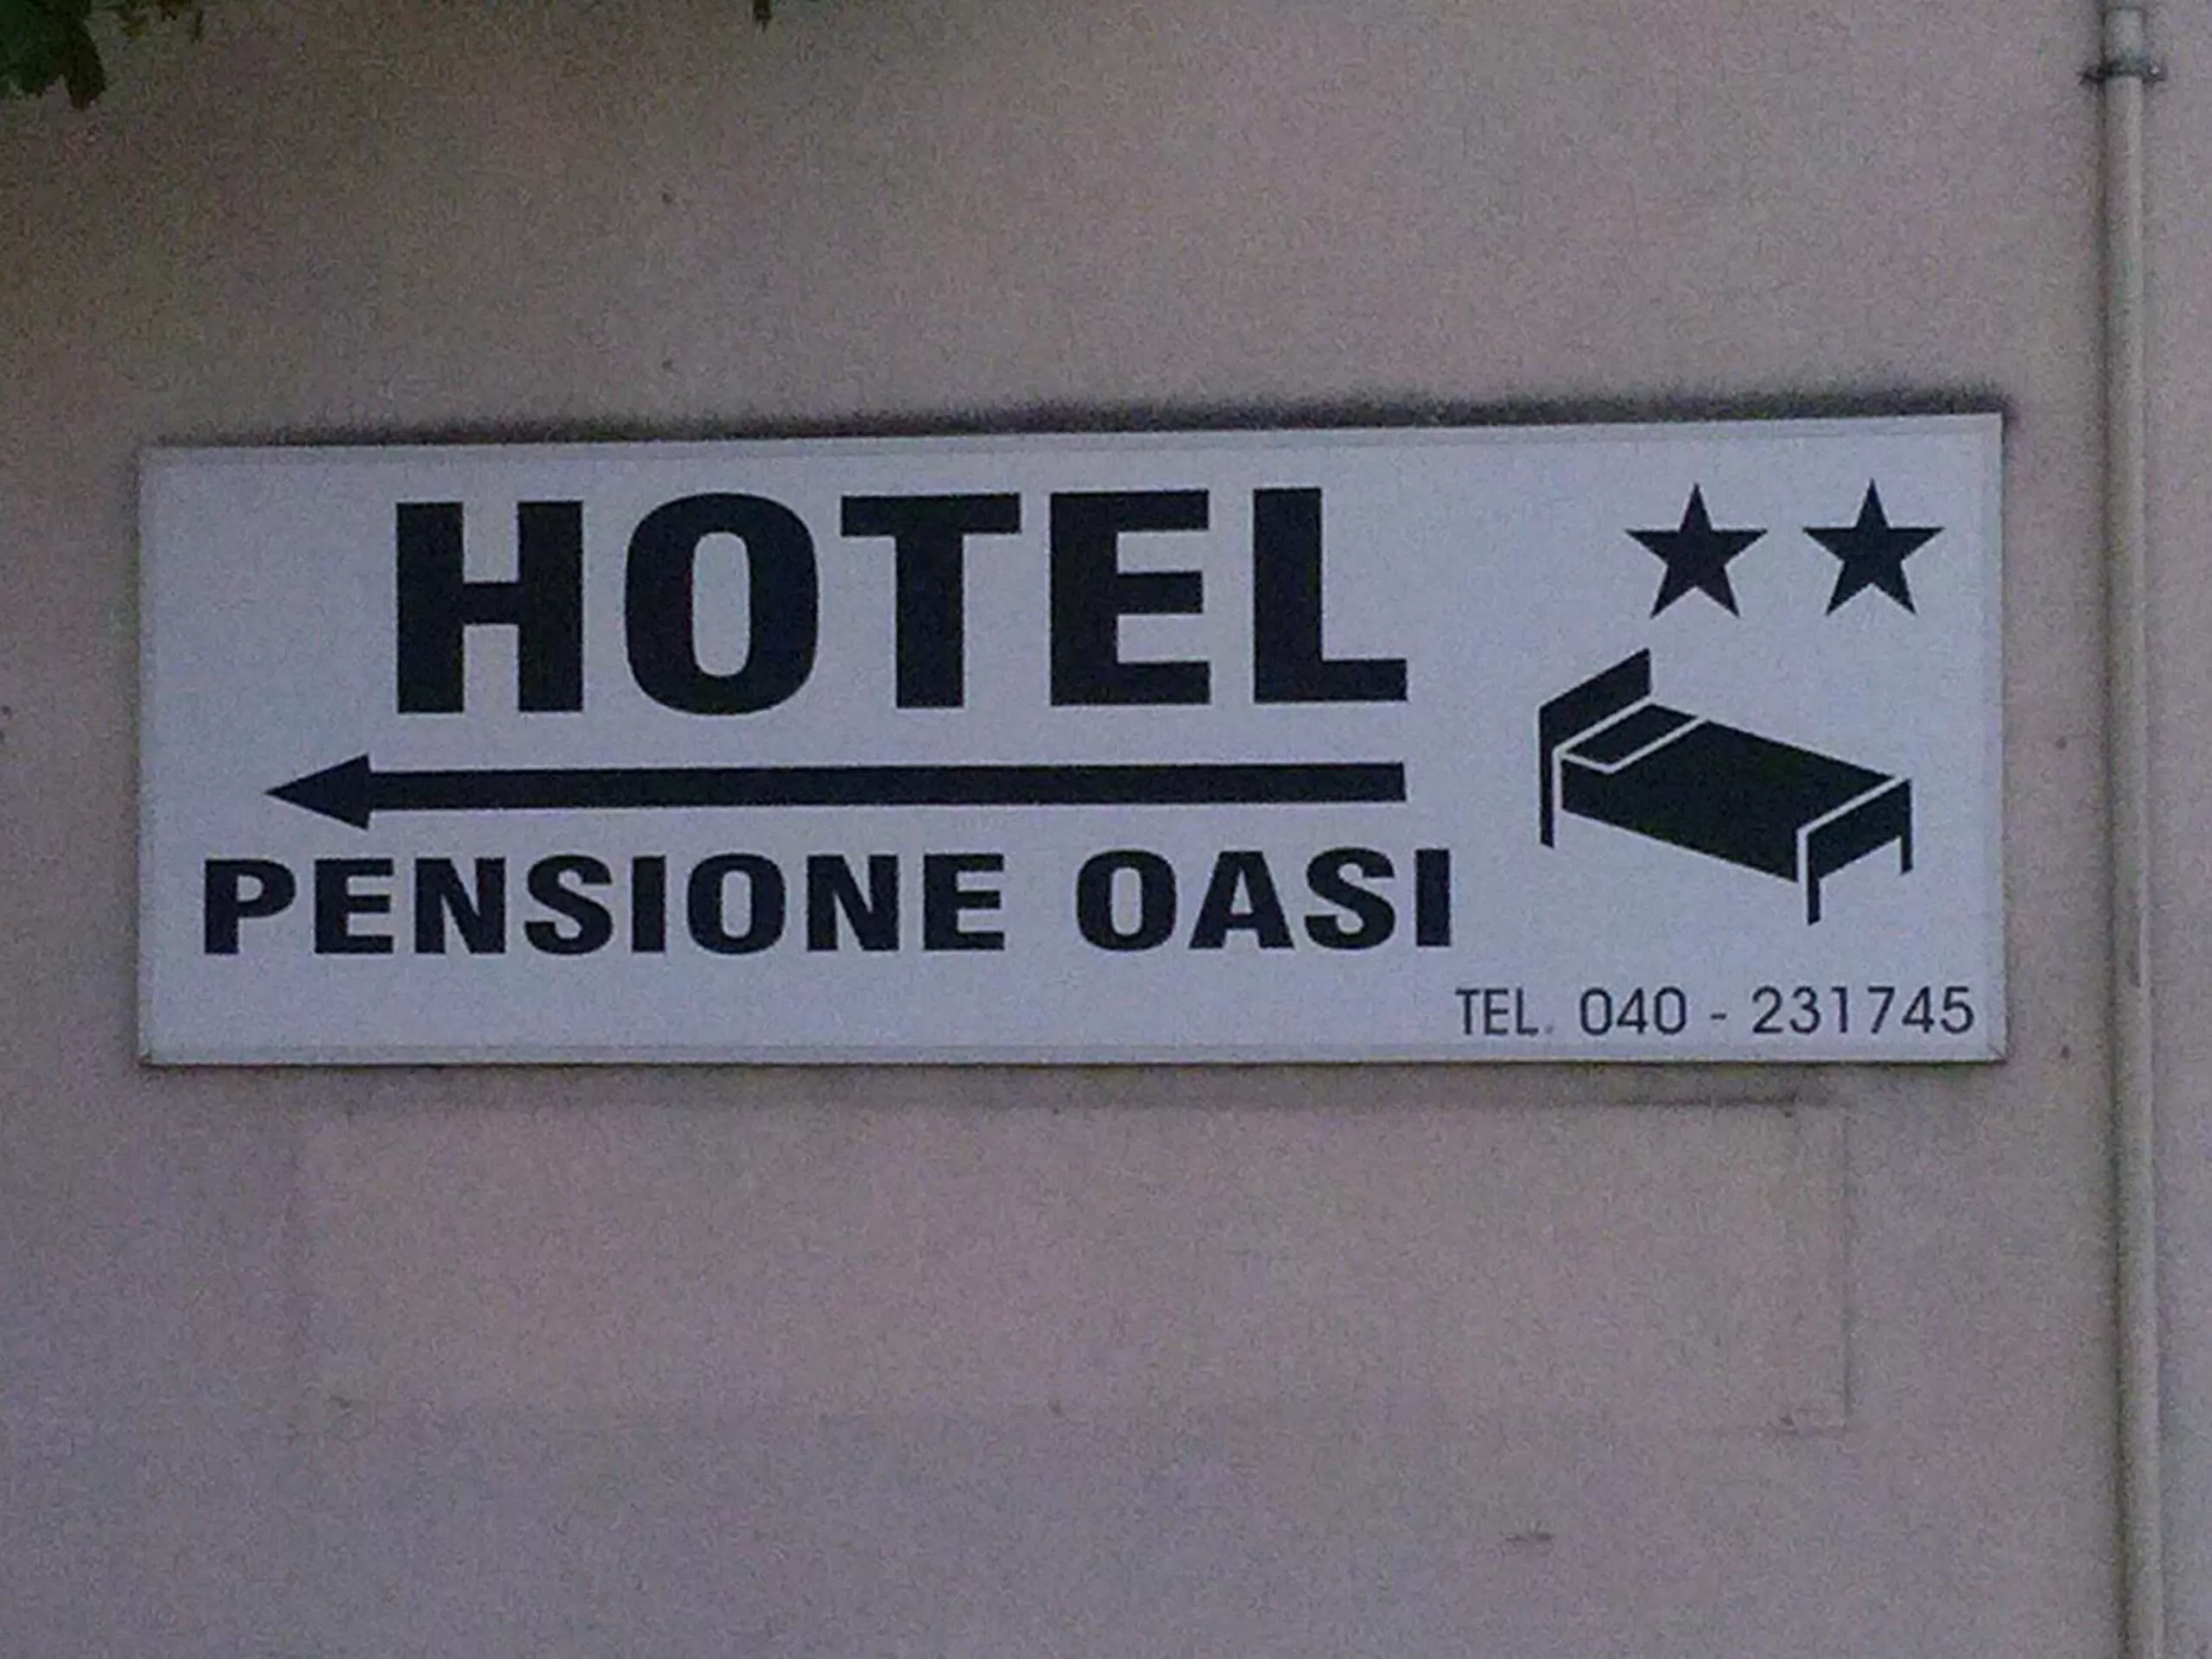 HOTEL
PENSIONE OASI
TEL. 040 - 231745